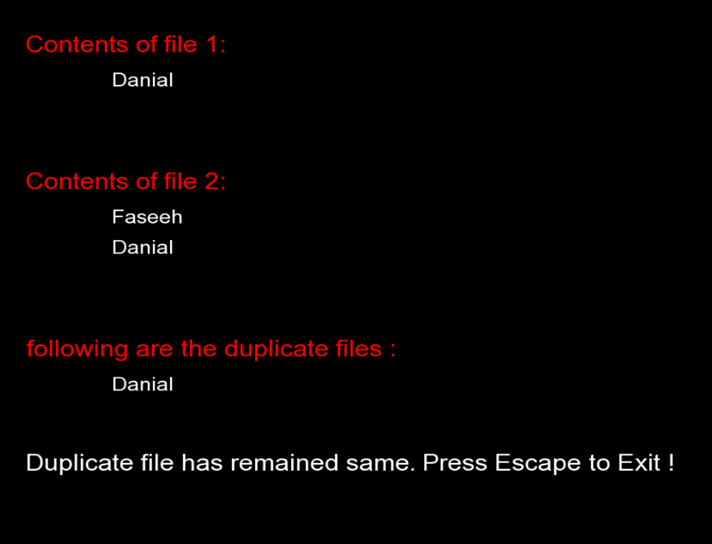 Contents of file 1:
Danial
Contents of file 2:
Faseeh
Danial
following are the duplicate files :
Danial
Duplicate file has remained same. Press Escape to Exit !